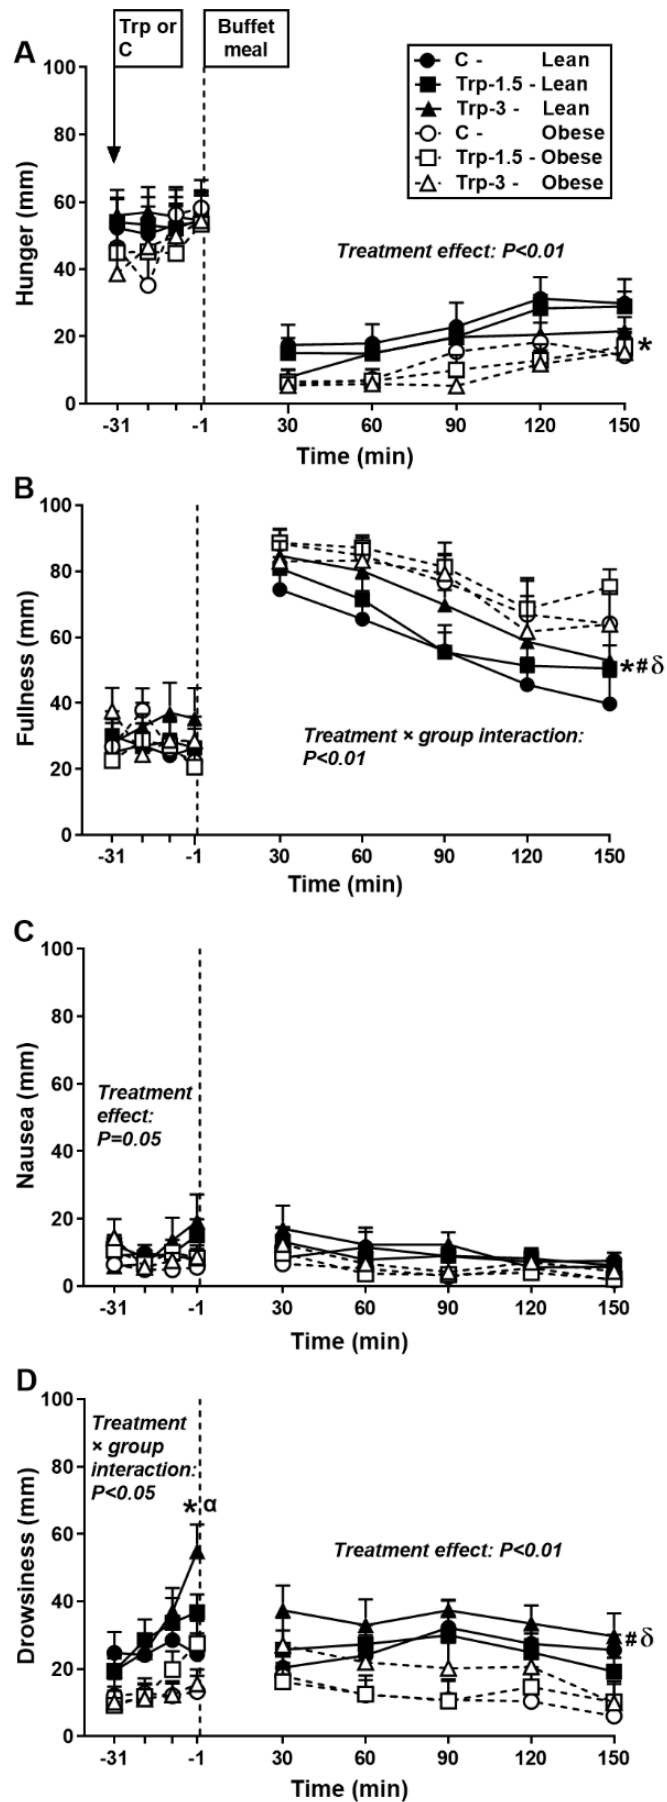 A
Trp or
C
Buffet
meal
C - Lean
Trp-1.5 - Lean
Trp-3 - Lean
C - Obese
Trp-1.5 - Obese
Trp-3 - Obese
Hunger (mm)
100
80
60
40
20
0
Treatment effect: P<0.01
*
-31
-1
30
60
90
120
150
Time (min)
B
Fullness (mm)
100
80
60
40
20
0
*#δ
Treatment × group interaction:
P<0.01
-31
-1
30
60
90
120
150
Time (min)
C
Nausea (mm)
100
80
60
40
20
0
Treatment
effect:
P=0.05
-31
-1
30
60
90
120
150
Time (min)
D
Drowsiness (mm)
100
80
60
40
20
0
Treatment
× group
interaction:
P<0.05
*α
Treatment effect: P<0.01
#δ
-31
-1
30
60
90
120
150
Time (min)